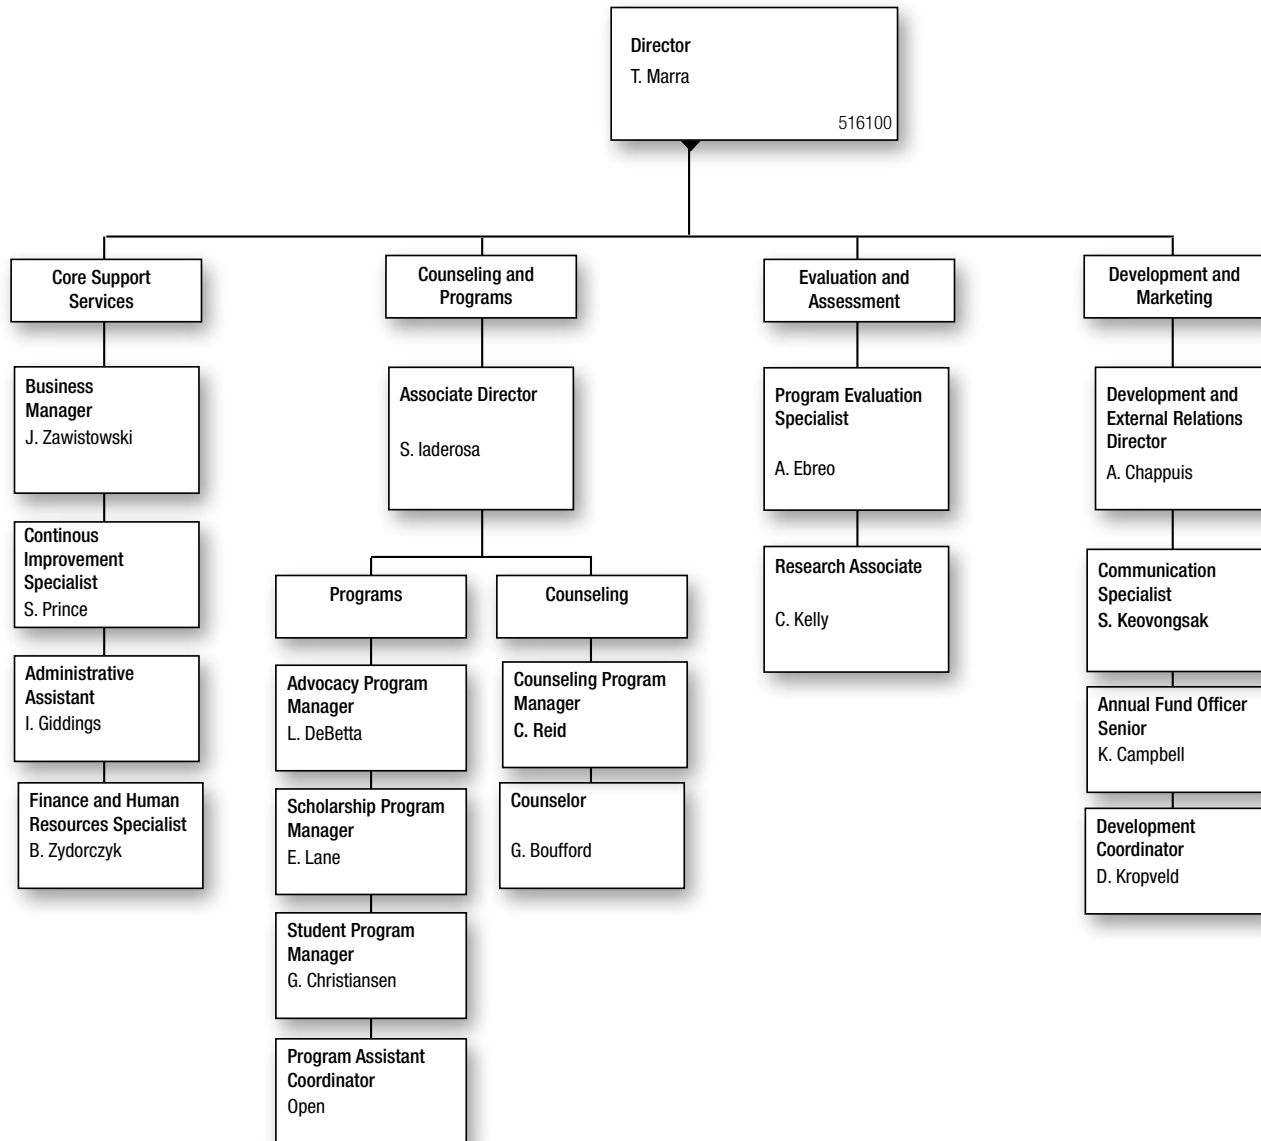 Director
T. Marra
516100
Core Support
Services
Counseling and
Programs
Evaluation and
Assessment
Development and
Marketing
Business
Manager
J. Zawistowski
Continous
Improvement
Specialist
S. Prince
Administrative
Assistant
I. Giddings
Finance and Human
Resources Specialist
B. Zydorczyk
Associate Director
S. Iaderosa
Programs
Advocacy Program
Manager
L. DeBetta
Scholarship Program
Manager
E. Lane
Student Program
Manager
G. Christiansen
Program Assistant
Coordinator
Open
Counseling
Counseling Program
Manager
C. Reid
Counselor
G. Boufford
Program Evaluation
Specialist
A. Ebreo
Research Associate
C. Kelly
Development and
External Relations
Director
A. Chappuis
Communication
Specialist
S. Keovongsak
Annual Fund Officer
Senior
K. Campbell
Development
Coordinator
D. Kropveld